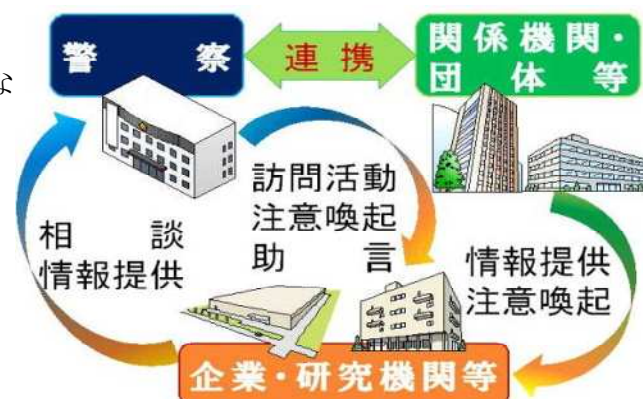 警察
連携
関係機関・
団体等
な
訪問活動
注意喚起
助言
相談
情報提供
情報提供
注意喚起
企業・研究機関等